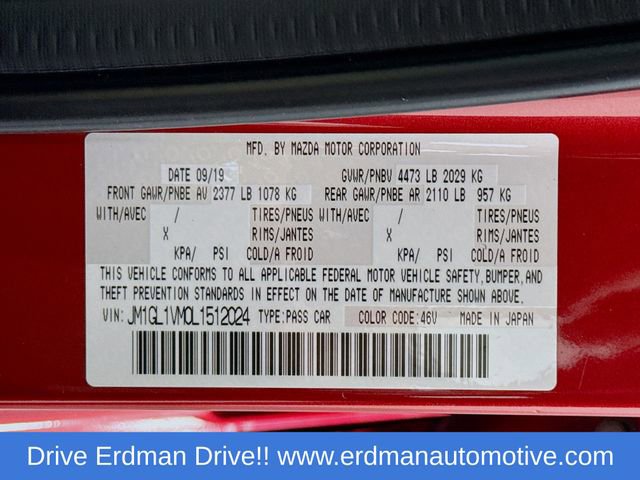 MFD. BY MAZDA MOTOR CORPORATION
DATE 09/19 GVWR/PNBV 4473 LB 2029 KG
FRONT GAWR/PNBE AV 2377 LB 1078 KG REAR GAWR/PNBE AR 2110 LB 957 KG
WITH/AVEC / TIRES/PNEUS WITH/AVEC / TIRES/PNEUS
X RIMS/JANTES X RIMS/JANTES
KPA/ PSI COLD/A FROID KPA/ PSI COLD/A FROID
THIS VEHICLE CONFORMS TO ALL APPLICABLE FEDERAL MOTOR VEHICLE SAFETY, BUMPER, AND
THEFT PREVENTION STANDARDS IN EFFECT ON THE DATE OF MANUFACTURE SHOWN ABOVE.
VIN: JM1GL1VM0L1512024 TYPE: PASS CAR COLOR CODE: 46V MADE IN JAPAN
Drive Erdman Drive!! www.erdmanautomotive.com